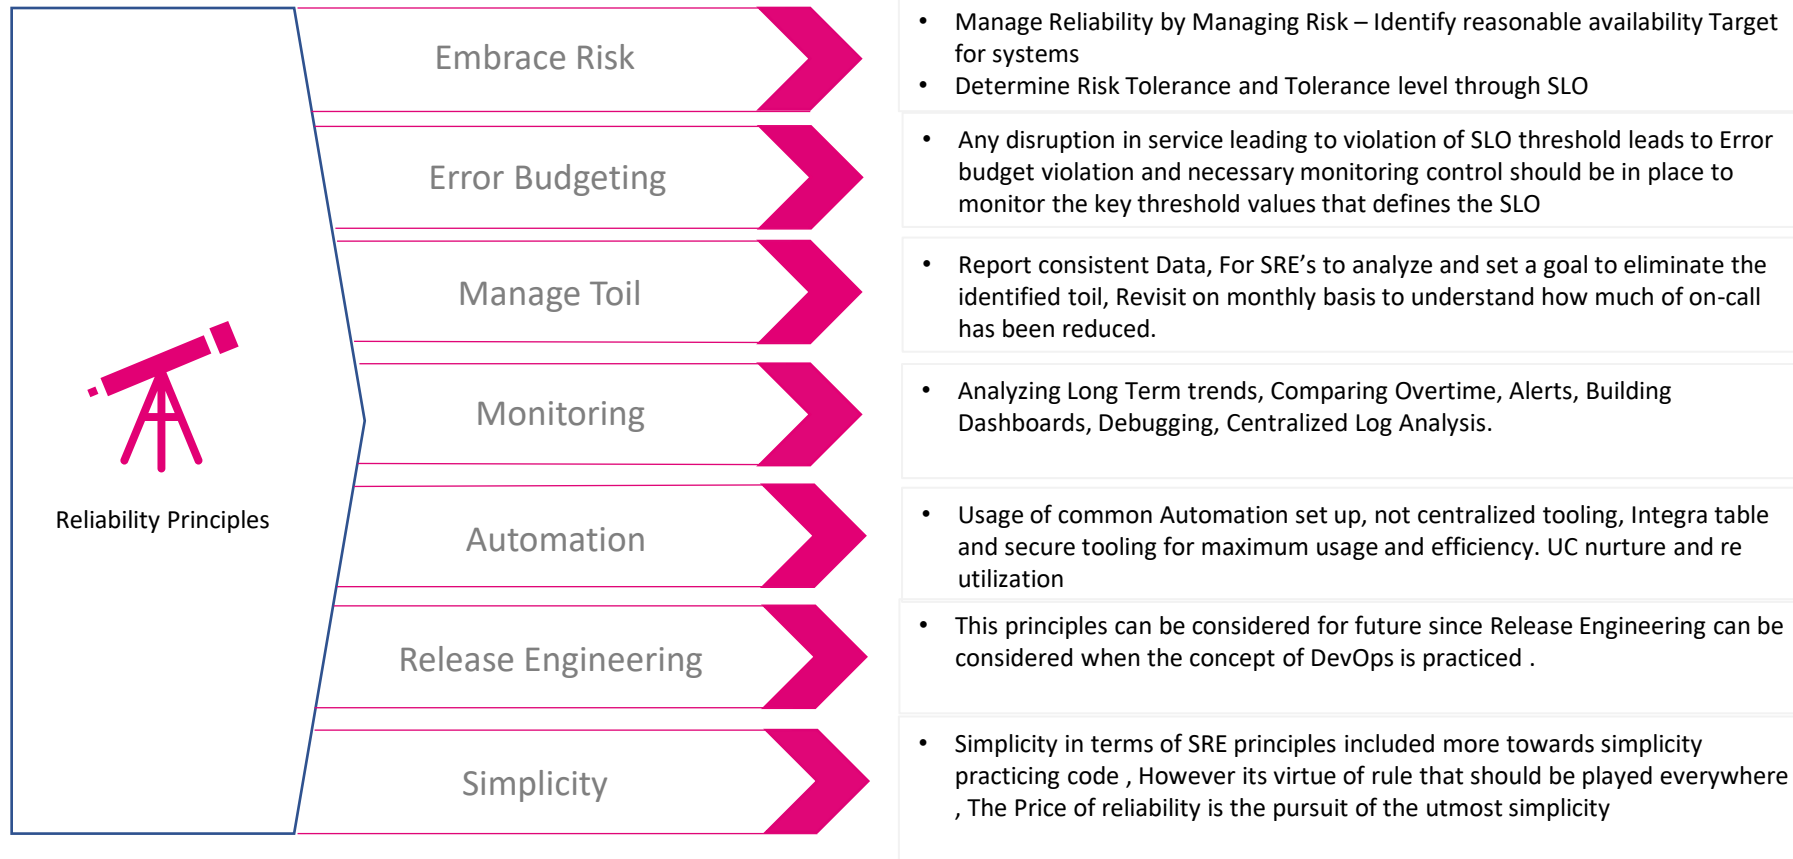 Reliability Principles
Embrace Risk
• Manage Reliability by Managing Risk – Identify reasonable availability Target
for systems
• Determine Risk Tolerance and Tolerance level through SLO
Error Budgeting
• Any disruption in service leading to violation of SLO threshold leads to Error
budget violation and necessary monitoring control should be in place to
monitor the key threshold values that defines the SLO
Manage Toil
• Report consistent Data, For SRE’s to analyze and set a goal to eliminate the
identified toil, Revisit on monthly basis to understand how much of on-call
has been reduced.
Monitoring
• Analyzing Long Term trends, Comparing Overtime, Alerts, Building
Dashboards, Debugging, Centralized Log Analysis.
Automation
• Usage of common Automation set up, not centralized tooling, Integra table
and secure tooling for maximum usage and efficiency. UC nurture and re
utilization
Release Engineering
• This principles can be considered for future since Release Engineering can be
considered when the concept of DevOps is practiced .
Simplicity
• Simplicity in terms of SRE principles included more towards simplicity
practicing code , However its virtue of rule that should be played everywhere
, The Price of reliability is the pursuit of the utmost simplicity